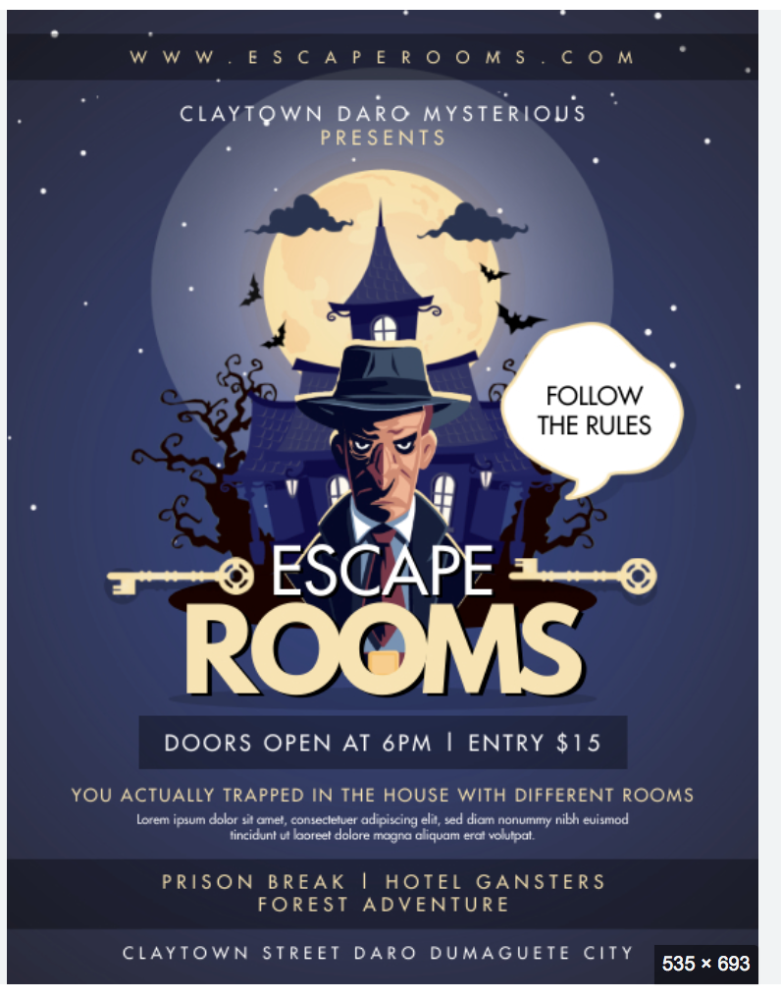 WWW.ESCAPEROOMS.COM
CLAYTOWN DARO MYSTERIOUS
PRESENTS
FOLLOW
THE RULES
ESCAPE
ROOMS
DOORS OPEN AT 6PM | ENTRY $15
YOU ACTUALLY TRAPPED IN THE HOUSE WITH DIFFERENT ROOMS
Lorem ipsum dolor sit amet, consectetuer adipiscing elit, sed diam nonummy nibh euismod
tincidunt ut laoreet dolore magna aliquam erat volutpat.
PRISON BREAK | HOTEL GANSTERS
FOREST ADVENTURE
CLAYTOWN STREET DARO DUMAGUETE CITY
535 × 693